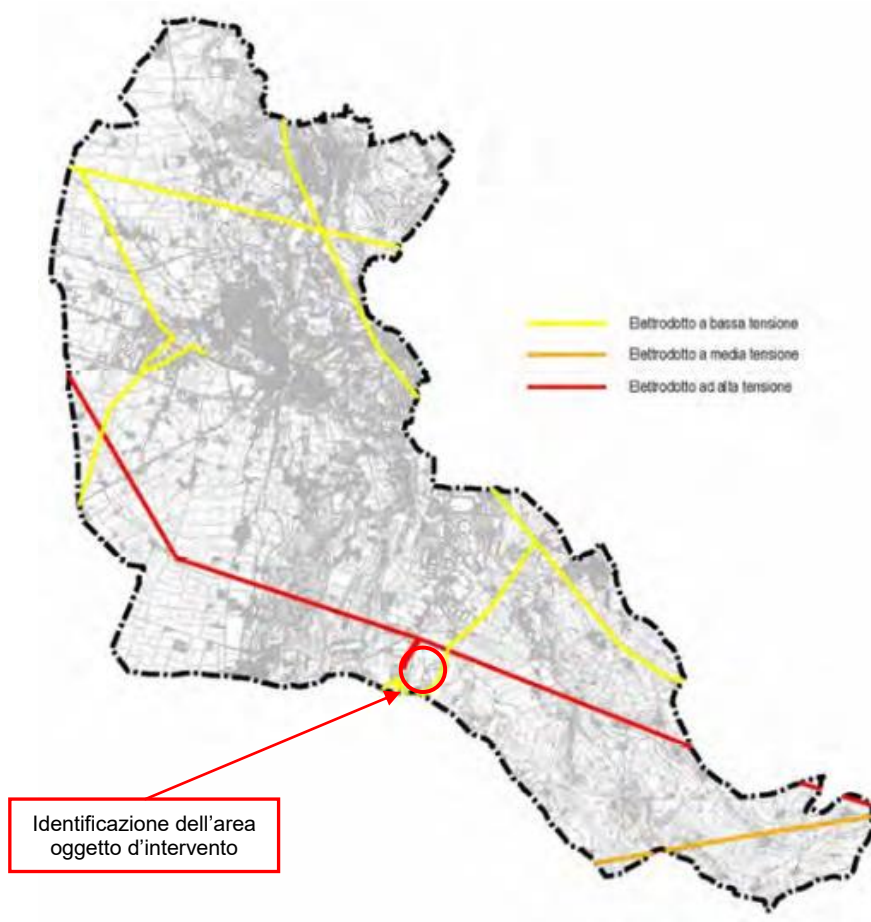 Elettrodotto a bassa tensione
Elettrodotto a media tensione
Elettrodotto ad alta tensione
Identificazione dell'area
oggetto d'intervento